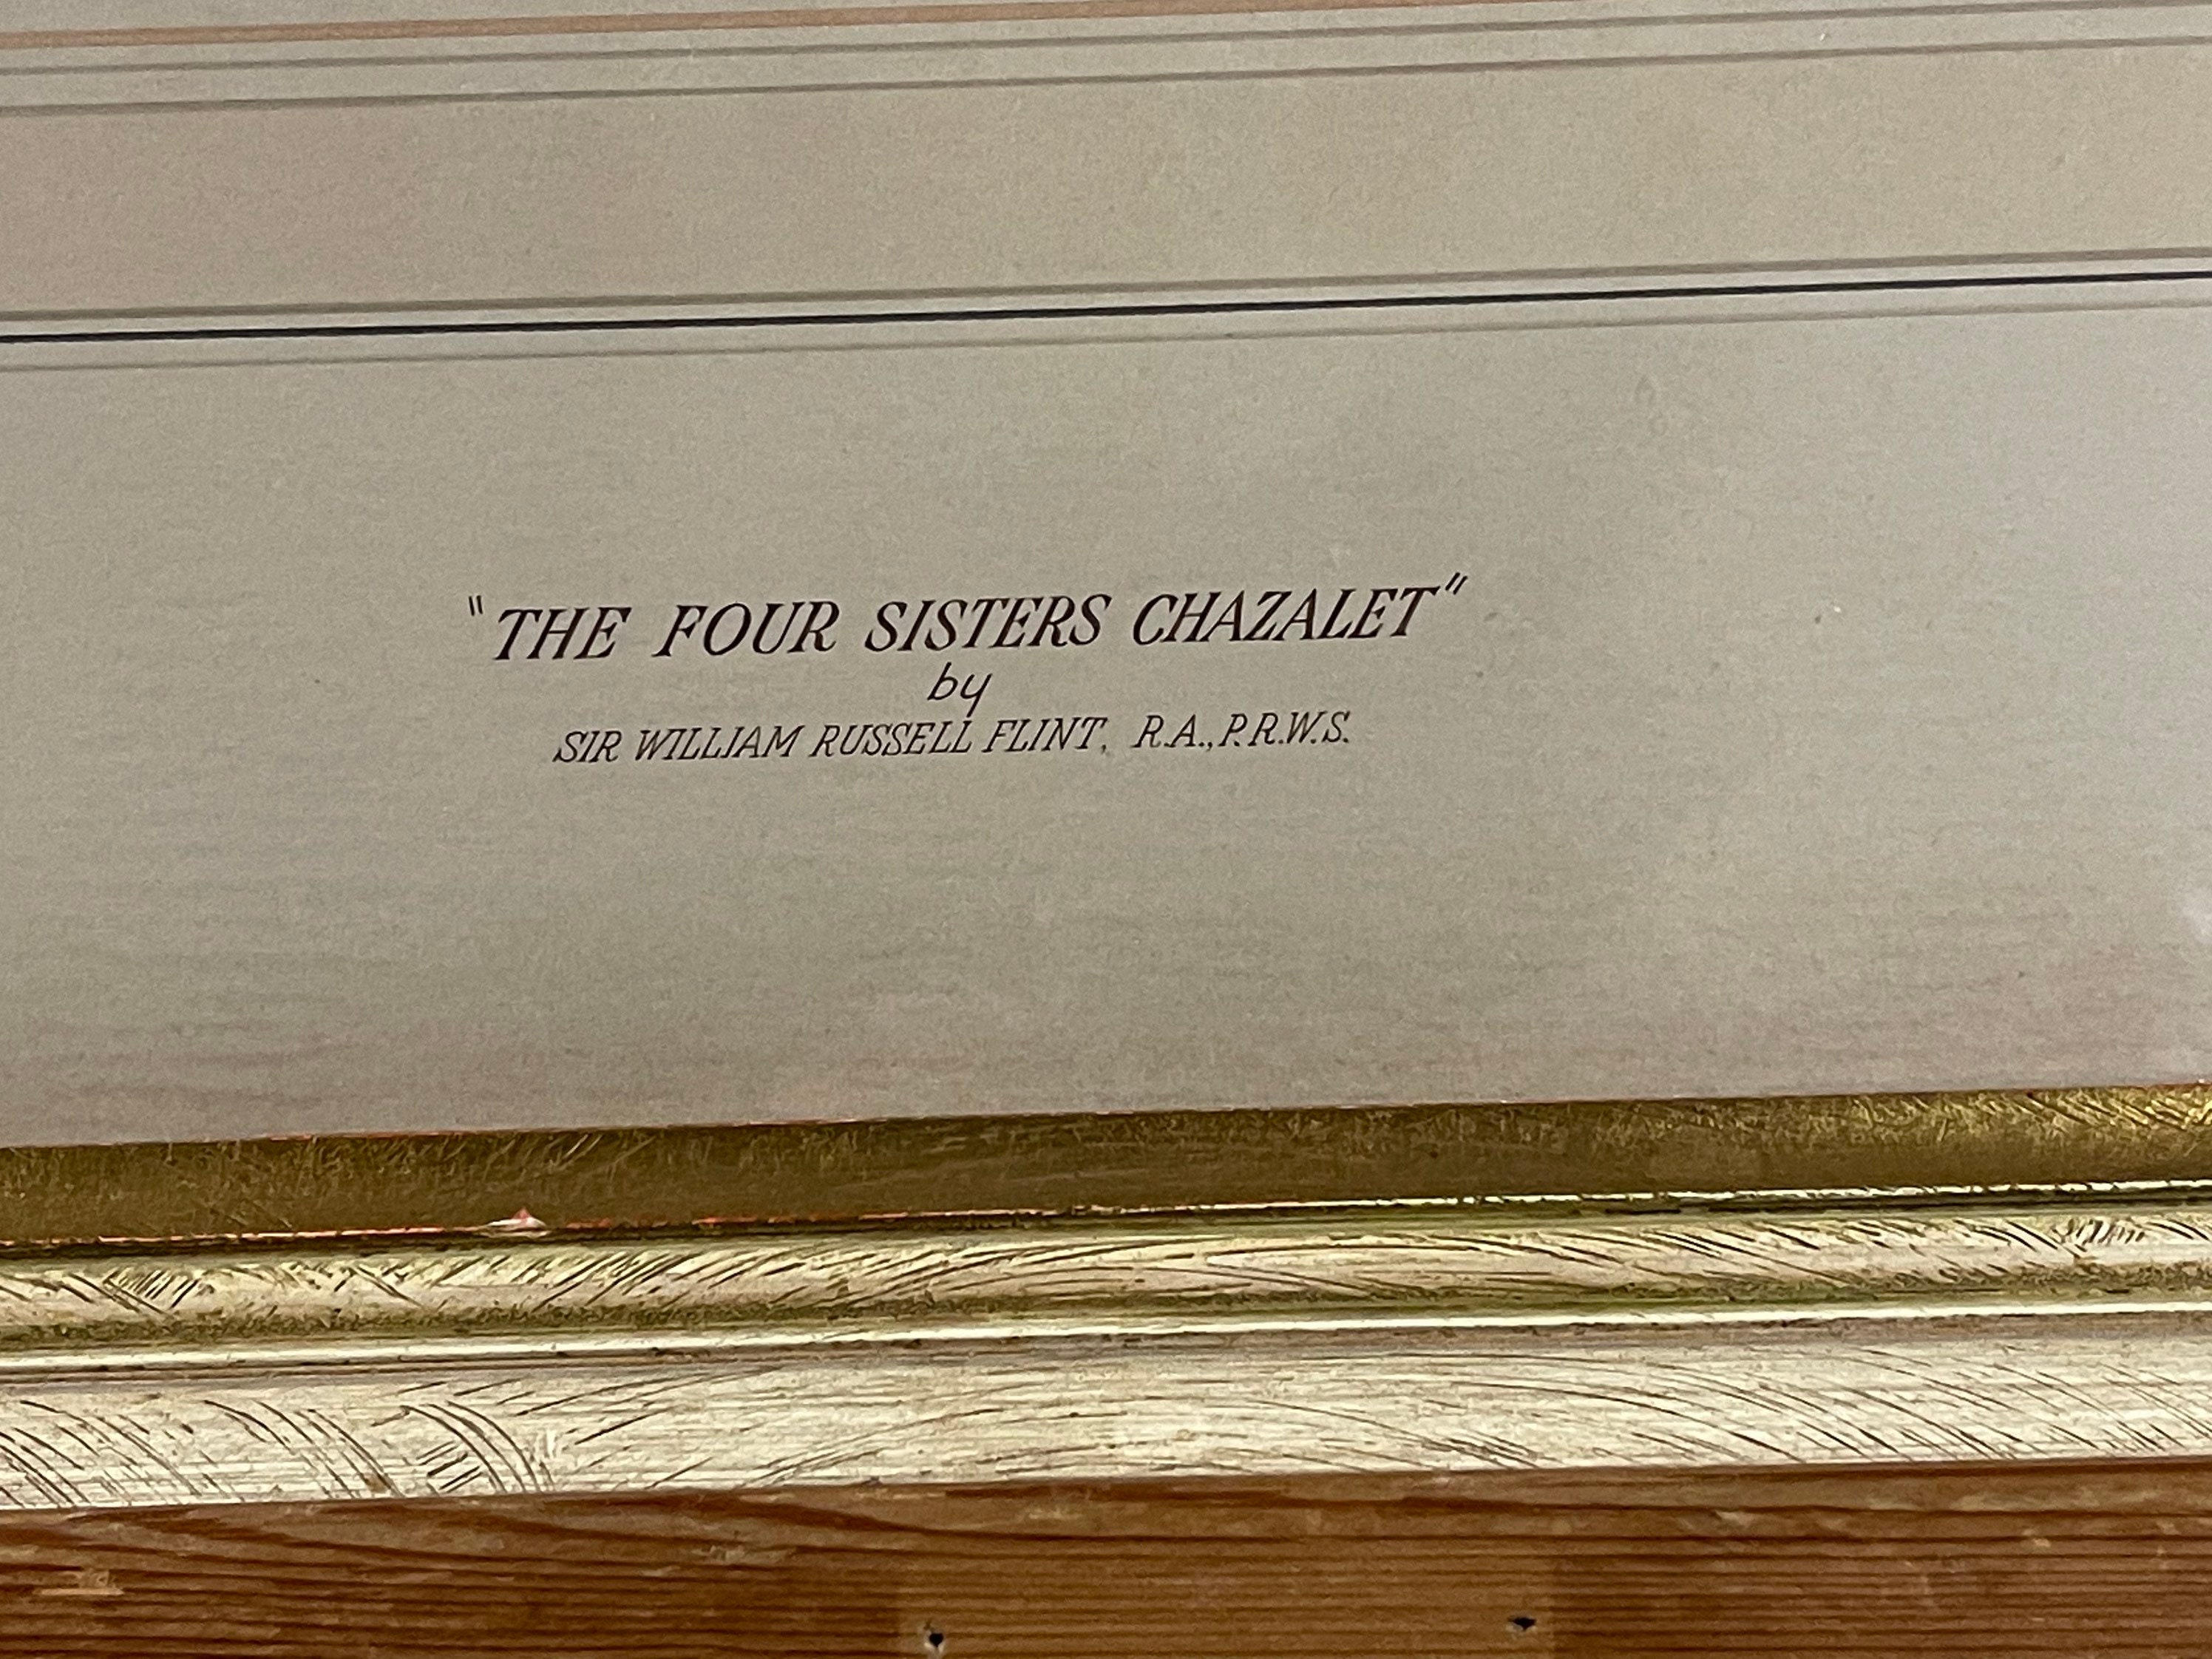 "THE FOUR SISTERS CHAZALET"
by
SIR WILLIAM RUSSELL FLINT, R.A., P.R.W.S.